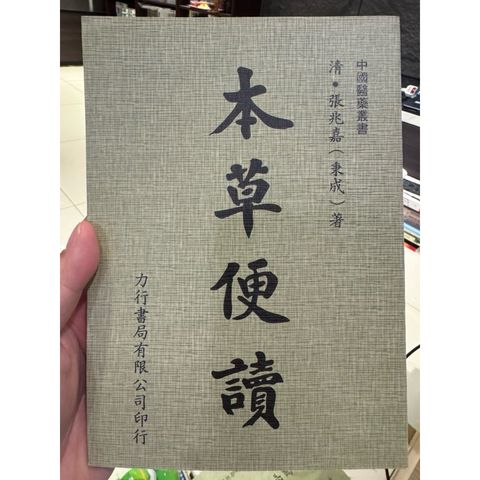 中國醫藥叢書
清•張兆嘉(秉成)著
本草便讀
力行書局有限公司印行